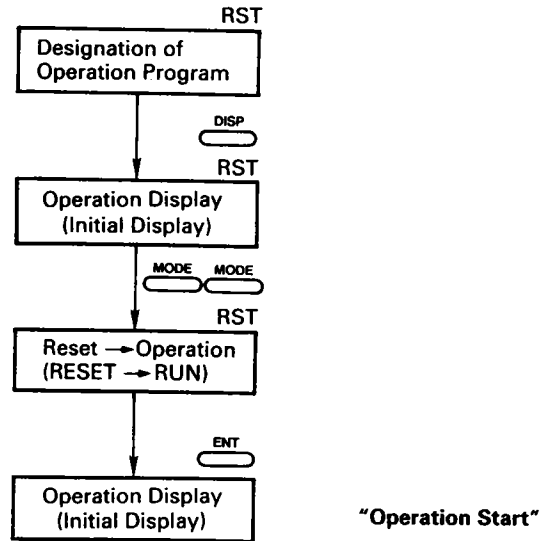 RST
Designation of
Operation Program
DISP
RST
Operation Display
(Initial Display)
MODE MODE
RST
Reset → Operation
(RESET → RUN)
ENT
Operation Display
(Initial Display)
"Operation Start"